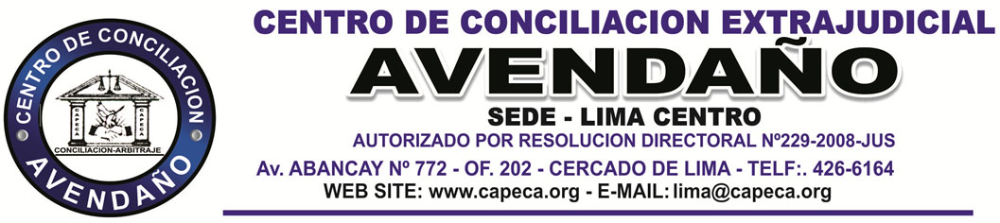 CENTRO DE CONCILIACION
CAPECA CAPECA
CONCILIACION-ARBITRAJE
AVENDAÑO
CENTRO DE CONCILIACION EXTRAJUDICIAL
AVENDAÑO
SEDE - LIMA CENTRO
AUTORIZADO POR RESOLUCION DIRECTORAL Nº229-2008-JUS
Av. ABANCAY Nº 772 - OF. 202 - CERCADO DE LIMA - TELF:. 426-6164
WEB SITE: www.capeca.org - E-MAIL: lima@capeca.org